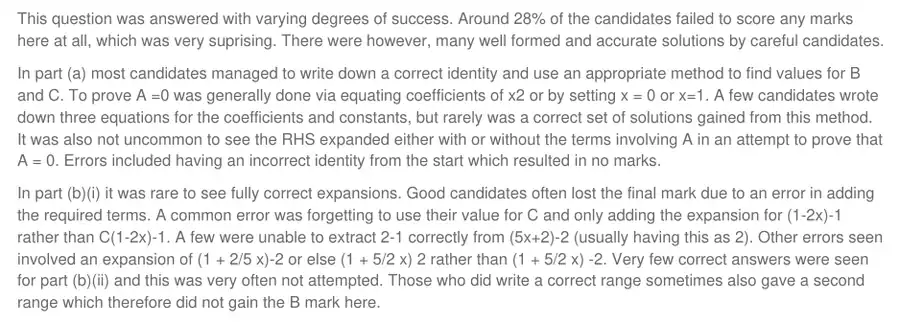 This question was answered with varying degrees of success. Around 28% of the candidates failed to score any marks
here at all, which was very suprising. There were however, many well formed and accurate solutions by careful candidates.
In part (a) most candidates managed to write down a correct identity and use an appropriate method to find values for B
and C. To prove A =0 was generally done via equating coefficients of x2 or by setting x = 0 or x=1. A few candidates wrote
down three equations for the coefficients and constants, but rarely was a correct set of solutions gained from this method.
It was also not uncommon to see the RHS expanded either with or without the terms involving A in an attempt to prove that
A = 0. Errors included having an incorrect identity from the start which resulted in no marks.
In part (b)(i) it was rare to see fully correct expansions. Good candidates often lost the final mark due to an error in adding
the required terms. A common error was forgetting to use their value for C and only adding the expansion for (1-2x)-1
rather than C(1-2x)-1. A few were unable to extract 2-1 correctly from (5x+2)-2 (usually having this as 2). Other errors seen
involved an expansion of (1 + 2/5 x)-2 or else (1 + 5/2 x) 2 rather than (1 + 5/2 x) -2. Very few correct answers were seen
for part (b)(ii) and this was very often not attempted. Those who did write a correct range sometimes also gave a second
range which therefore did not gain the B mark here.